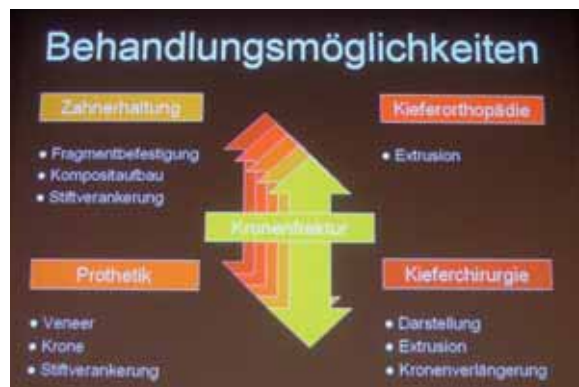 Behandlungsmöglichkeiten
Zahnerhaltung
• Fragmentbefestigung
• Kompositaufbau
• Stiftverankerung
Kieferorthopädie
• Extrusion
Kronenfraktur
Prothetik
• Veneer
• Krone
• Stiftverankerung
Kieferchirurgie
• Darstellung
• Extrusion
• Kronenverlängerung